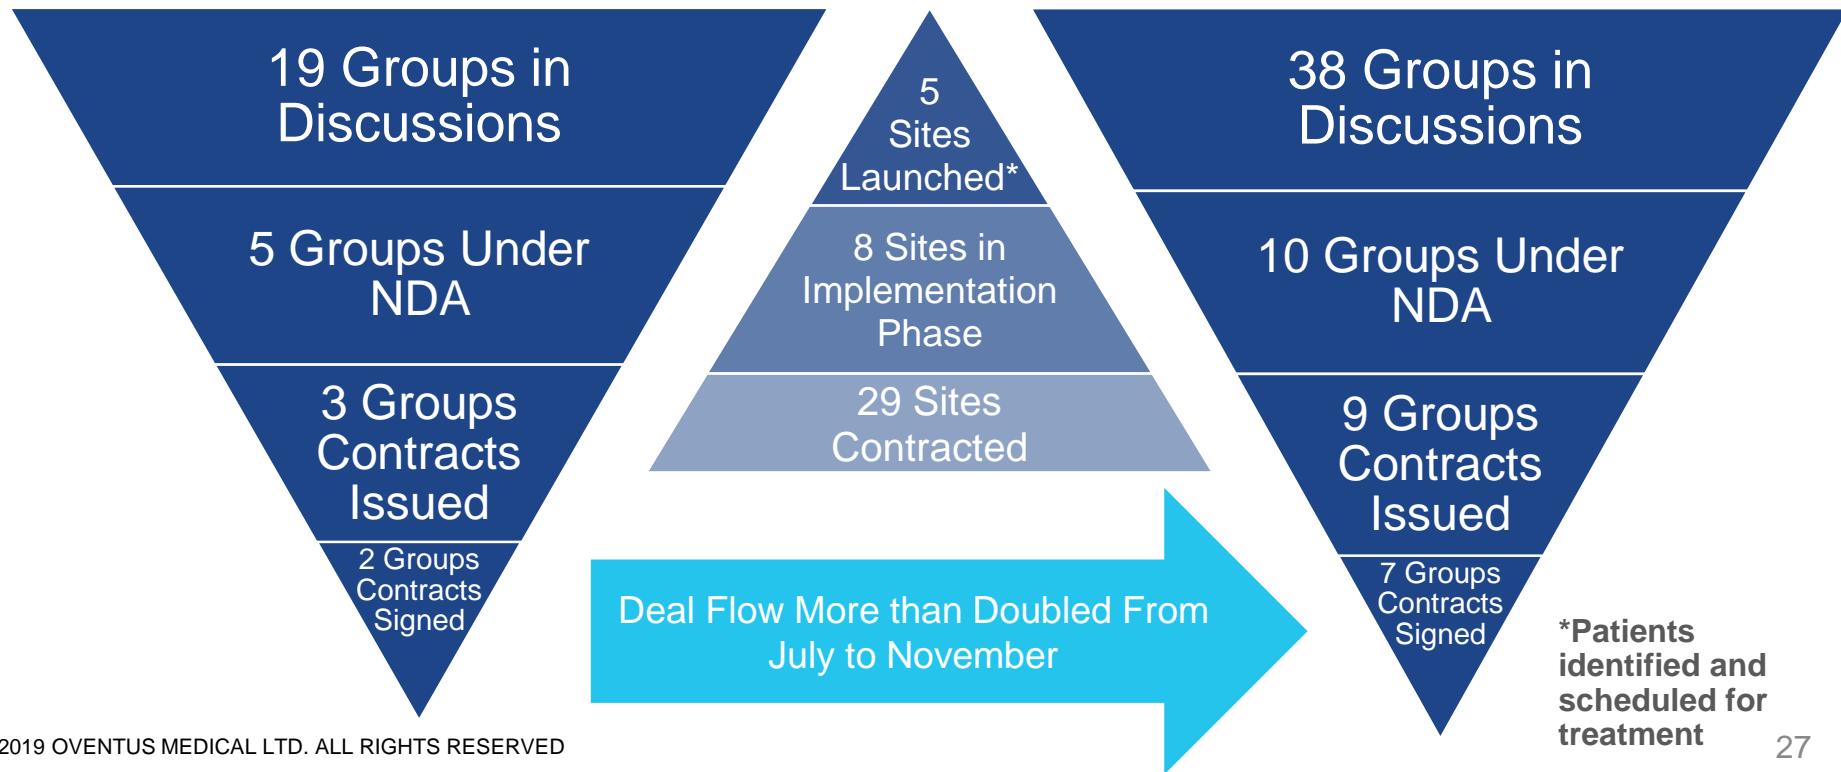 19 Groups in
Discussions
5 Groups Under
NDA
3 Groups
Contracts
Issued
2 Groups
Contracts
Signed
5
Sites
Launched*
8 Sites in
Implementation
Phase
29 Sites
Contracted
38 Groups in
Discussions
10 Groups Under
NDA
9 Groups
Contracts
Issued
7 Groups
Contracts
Signed
Deal Flow More than Doubled From
July to November
*Patients
identified and
scheduled for
treatment
2019 OVENTUS MEDICAL LTD. ALL RIGHTS RESERVED
27